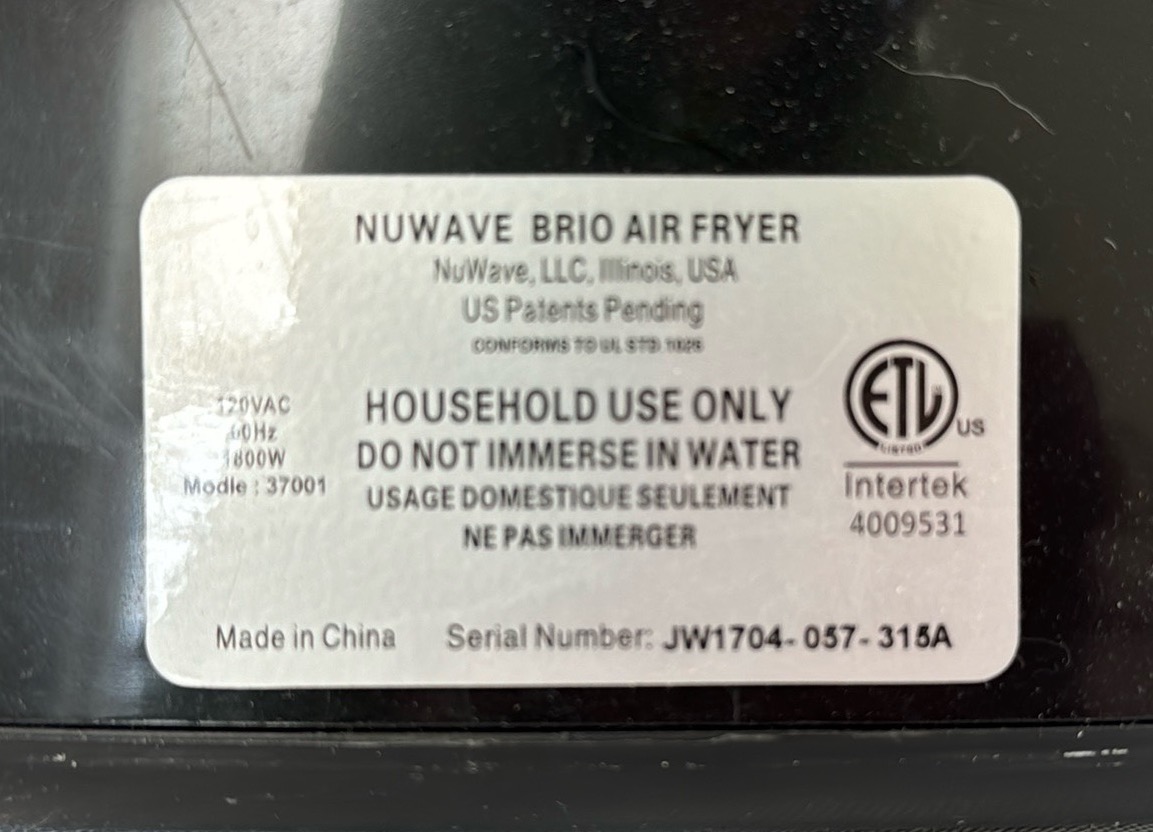 NUWAVE BRIO AIR FRYER
NuWave, LLC, Illinois, USA
US Patents Pending
CONFORMS TO UL STD. 1026
120VAC
60Hz
1800W
Modle : 37001
HOUSEHOLD USE ONLY
DO NOT IMMERSE IN WATER
USAGE DOMESTIQUE SEULEMENT
NE PAS IMMERGER
ETL
LISTED
US
Intertek
4009531
Made in China Serial Number: JW1704-057-315A